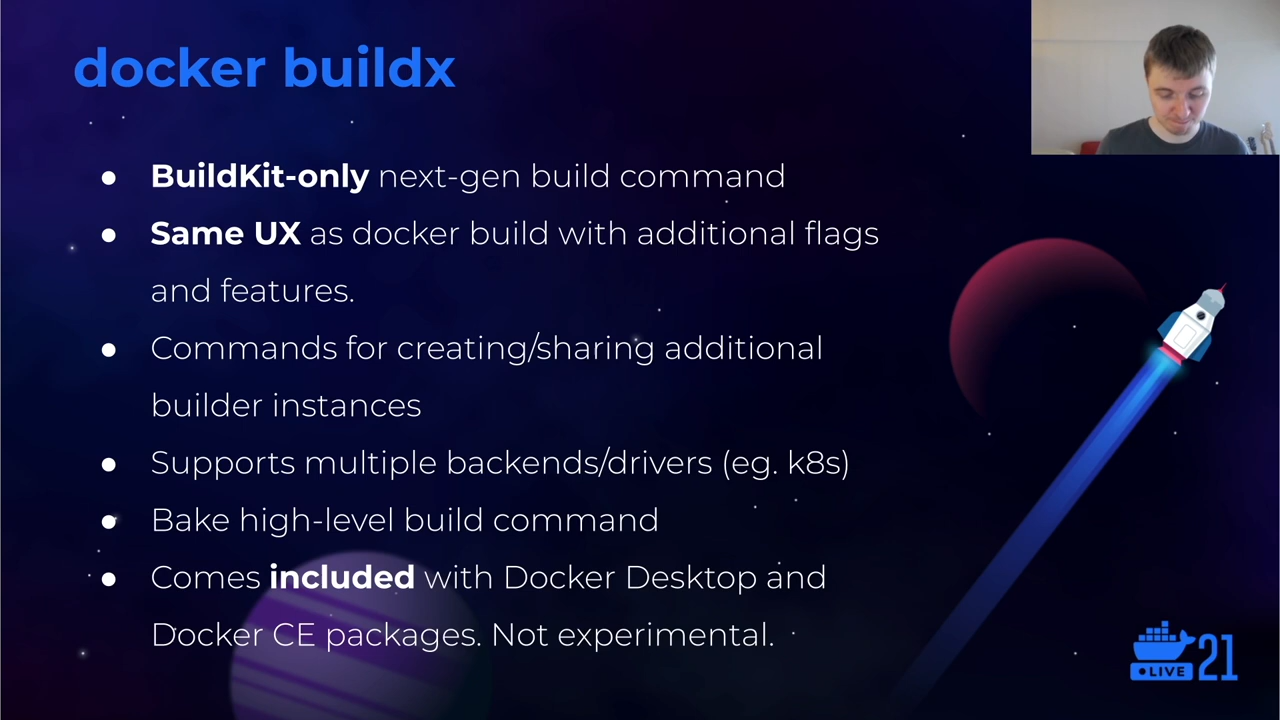 docker buildx
● BuildKit-only next-gen build command
● Same UX as docker build with additional flags
and features.
● Commands for creating/sharing additional
builder instances
● Supports multiple backends/drivers (eg. k8s)
● Bake high-level build command
● Comes included with Docker Desktop and
Docker CE packages. Not experimental.
LIVE 21